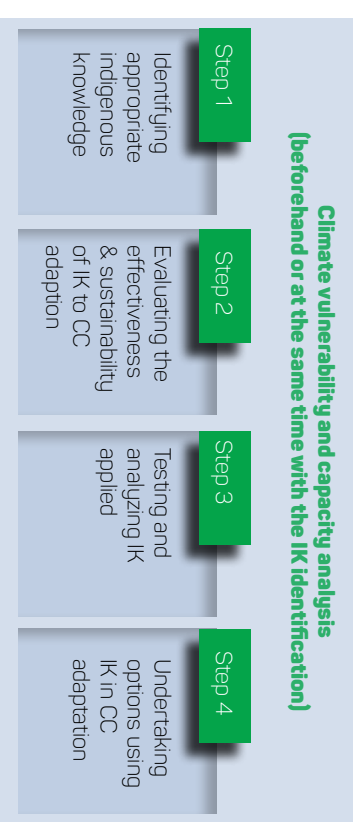 Climate vulnerability and capacity analysis
(beforehand or at the same time with the IK identification)
Step 1
Identifying
appropriate
indigenous
knowledge
Step 2
Evaluating the
effectiveness
& sustainability
of IK to CC
adaption
Step 3
Testing and
analyzing IK
applied
Step 4
Undertaking
options using
IK in CC
adaptation